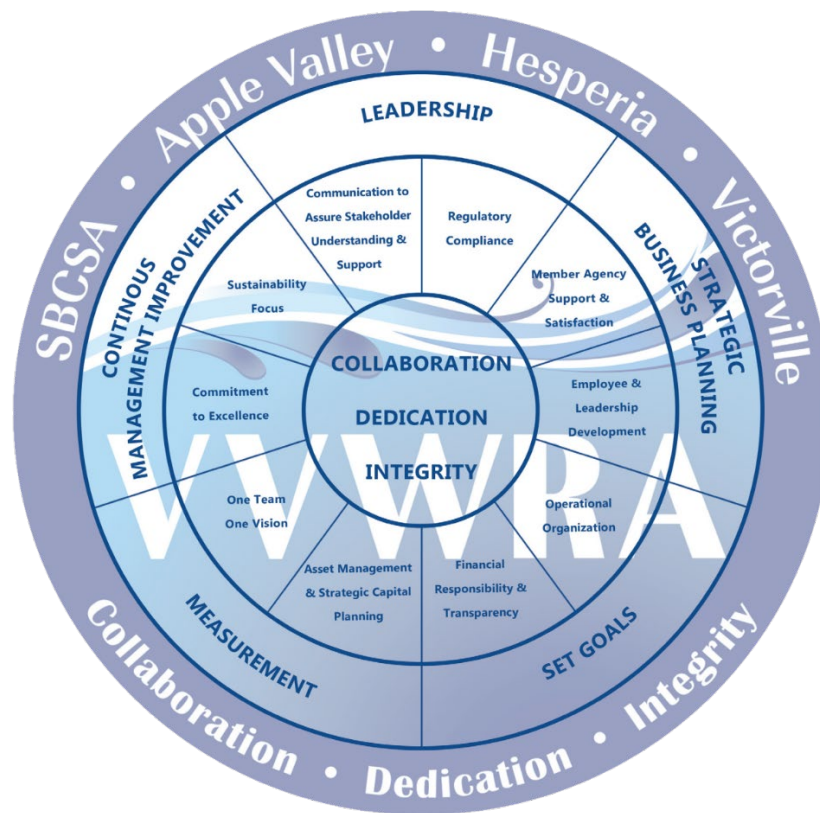 SBCSA • Apple Valley • Hesperia • Victorville
LEADERSHIP
STRATEGIC
BUSINESS PLANNING
SET GOALS
MEASUREMENT
CONTINOUS
MANAGEMENT IMPROVEMENT
Communication to
Assure Stakeholder
Understanding &
Support
Regulatory
Compliance
Member Agency
Support &
Satisfaction
Employee &
Leadership
Development
Operational
Organization
Financial
Responsibility &
Transparency
Asset Management
& Strategic Capital
Planning
One Team
One Vision
Commitment
to Excellence
Sustainability
Focus
COLLABORATION
DEDICATION
INTEGRITY
VVWRA
Collaboration • Dedication • Integrity